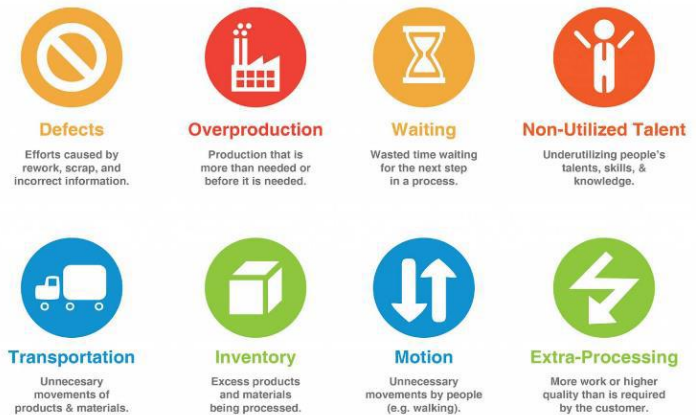 Defects
Efforts caused by
rework, scrap, and
incorrect information.
Overproduction
Production that is
more than needed or
before it is needed.
Waiting
Wasted time waiting
for the next step
in a process.
Non-Utilized Talent
Underutilizing people's
talents, skills, &
knowledge.
Transportation
Unnecesary
movements of
products & materials.
Inventory
Excess products
and materials
being processed.
Motion
Unnecessary
movements by people
(e.g. walking).
Extra-Processing
More work or higher
quality than is required
by the customer.